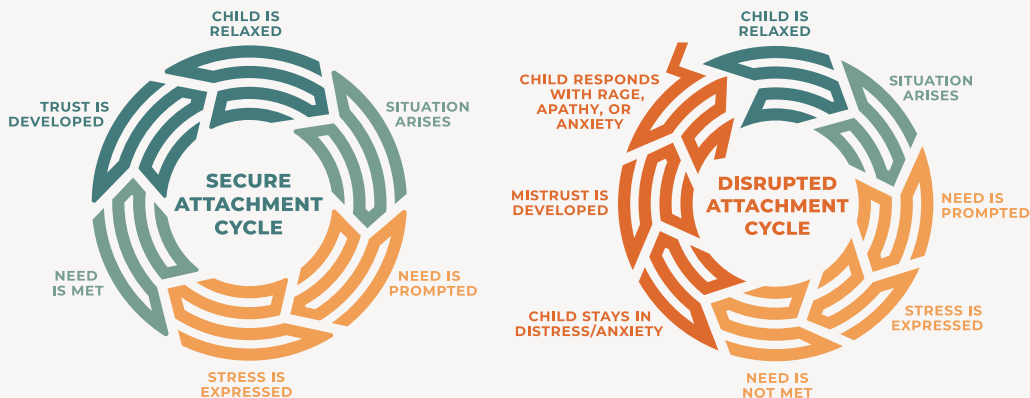 CHILD IS
RELAXED
SITUATION
ARISES
NEED IS
PROMPTED
STRESS IS
EXPRESSED
NEED
IS MET
TRUST IS
DEVELOPED
SECURE
ATTACHMENT
CYCLE
CHILD IS
RELAXED
SITUATION
ARISES
NEED IS
PROMPTED
STRESS IS
EXPRESSED
NEED IS
NOT MET
CHILD STAYS IN
DISTRESS/ANXIETY
MISTRUST IS
DEVELOPED
CHILD RESPONDS
WITH RAGE,
APATHY, OR
ANXIETY
DISRUPTED
ATTACHMENT
CYCLE